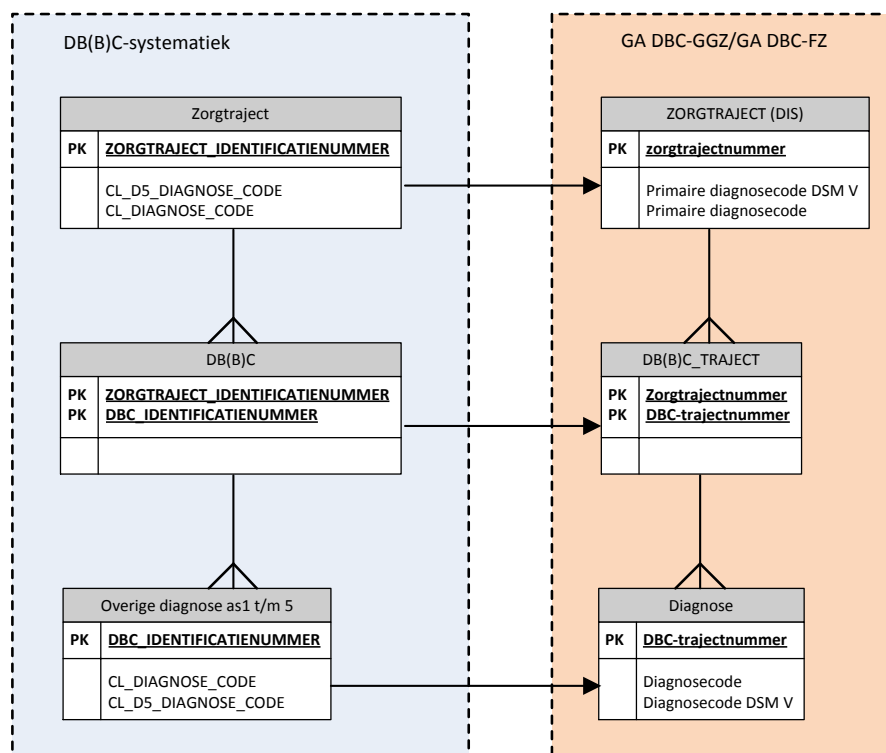 DB(B)C-systematiek
GA DBC-GGZ/GA DBC-FZ
Zorgtraject
PK ZORGTRAJECT_IDENTIFICATIENUMMER
CL_D5_DIAGNOSE_CODE
CL_DIAGNOSE_CODE
ZORGTRAJECT (DIS)
PK zorgtrajectnummer
Primaire diagnosecode DSM V
Primaire diagnosecode
DB(B)C
PK ZORGTRAJECT_IDENTIFICATIENUMMER
PK DBC_IDENTIFICATIENUMMER
DB(B)C_TRAJECT
PK Zorgtrajectnummer
PK DBC-trajectnummer
Overige diagnose as1 t/m 5
PK DBC_IDENTIFICATIENUMMER
CL_DIAGNOSE_CODE
CL_D5_DIAGNOSE_CODE
Diagnose
PK DBC-trajectnummer
Diagnosecode
Diagnosecode DSM V